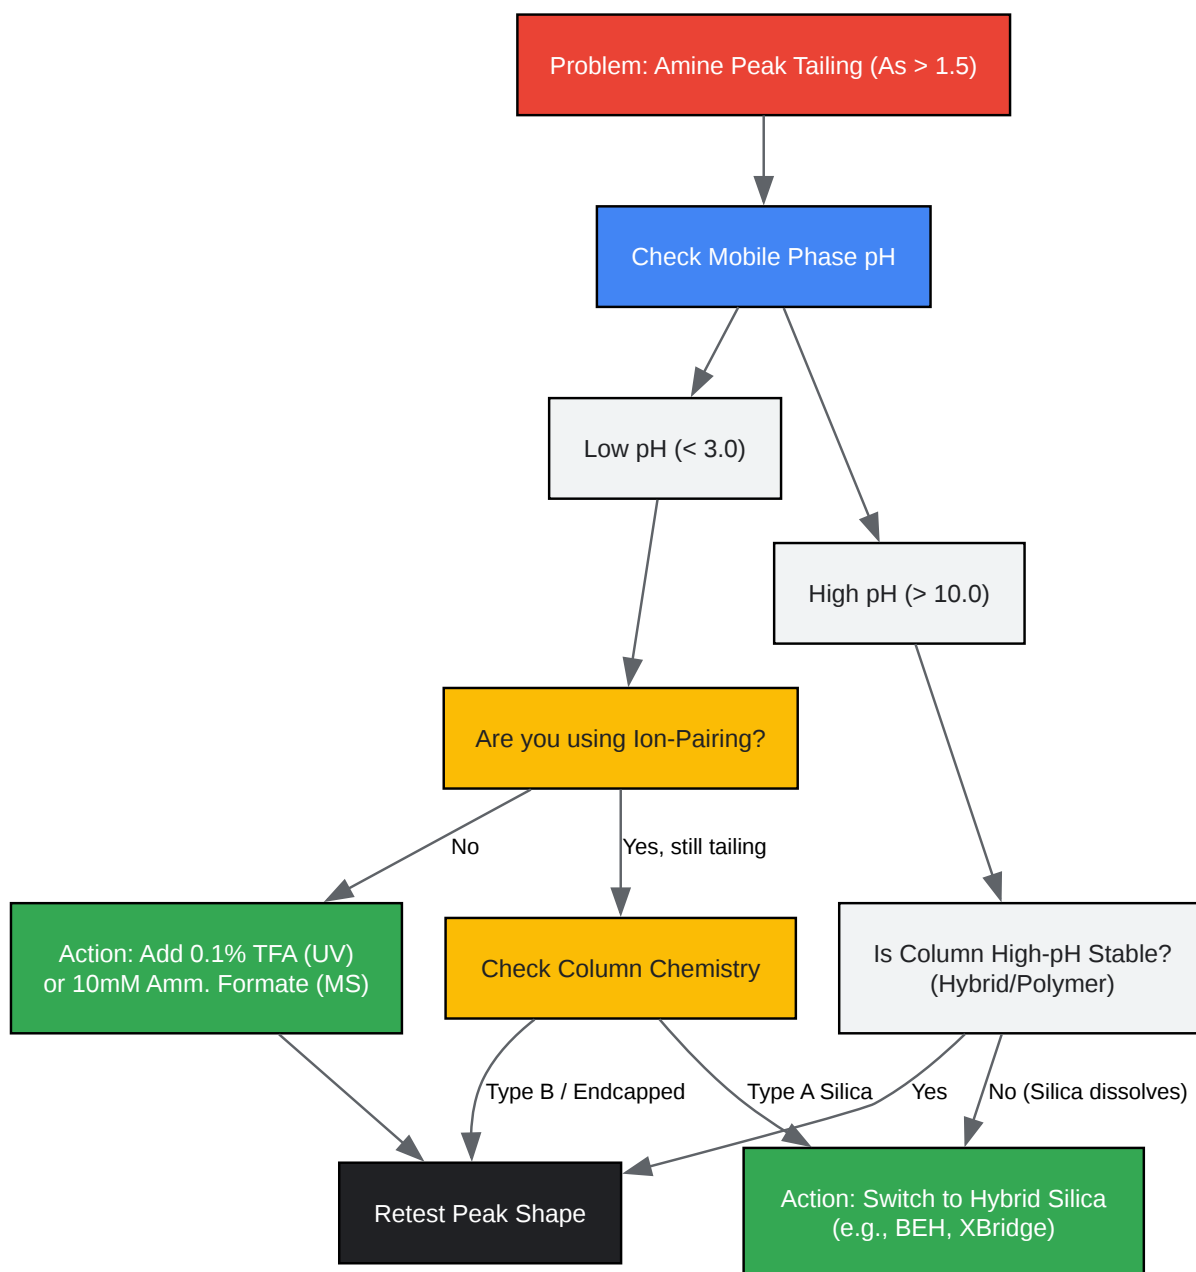 Problem: Amine Peak Tailing (As > 1.5)
Check Mobile Phase pH
Low pH (< 3.0)
High pH (> 10.0)
Are you using Ion-Pairing?
No
Yes, still tailing
Action: Add 0.1% TFA (UV)
or 10mM Amm. Formate (MS)
Check Column Chemistry
Is Column High-pH Stable?
(Hybrid/Polymer)
Type B / Endcapped
Type A Silica
Yes
No (Silica dissolves)
Retest Peak Shape
Action: Switch to Hybrid Silica
(e.g., BEH, XBridge)